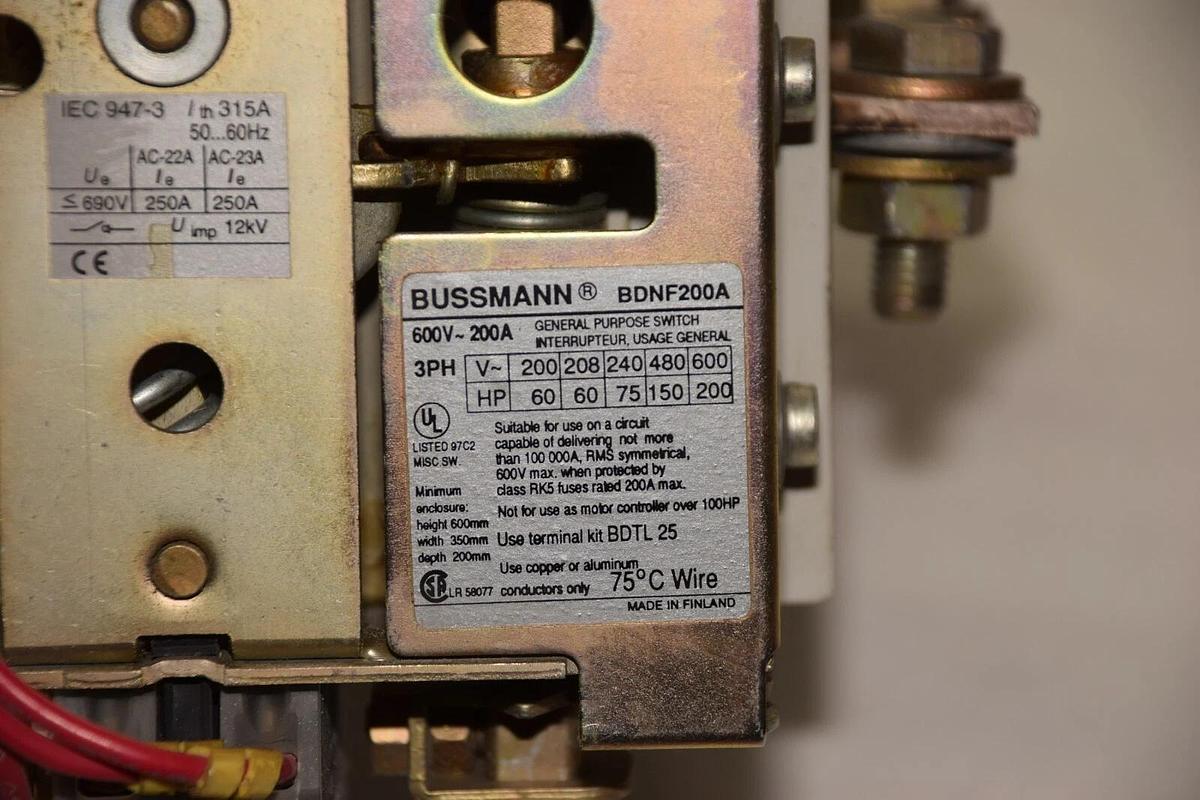 IEC 947-3 Ith 315A
50...60Hz
AC-22A AC-23A
Ue Ie Ie
≤ 690V 250A 250A
Uimp 12kV
CE
BUSSMANN ® BDNF200A
600V~ 200A GENERAL PURPOSE SWITCH
INTERRUPTEUR, USAGE GENERAL
3PH V~ 200 208 240 480 600
HP 60 60 75 150 200
UL
LISTED 97C2
MISC SW.
Suitable for use on a circuit
capable of delivering not more
than 100 000A, RMS symmetrical,
600V max. when protected by
class RK5 fuses rated 200A max.
Not for use as motor controller over 100HP
Minimum
enclosure:
height 600mm
width 350mm
depth 200mm
Use terminal kit BDTL 25
Use copper or aluminum
conductors only 75°C Wire
SA LR 58077
MADE IN FINLAND